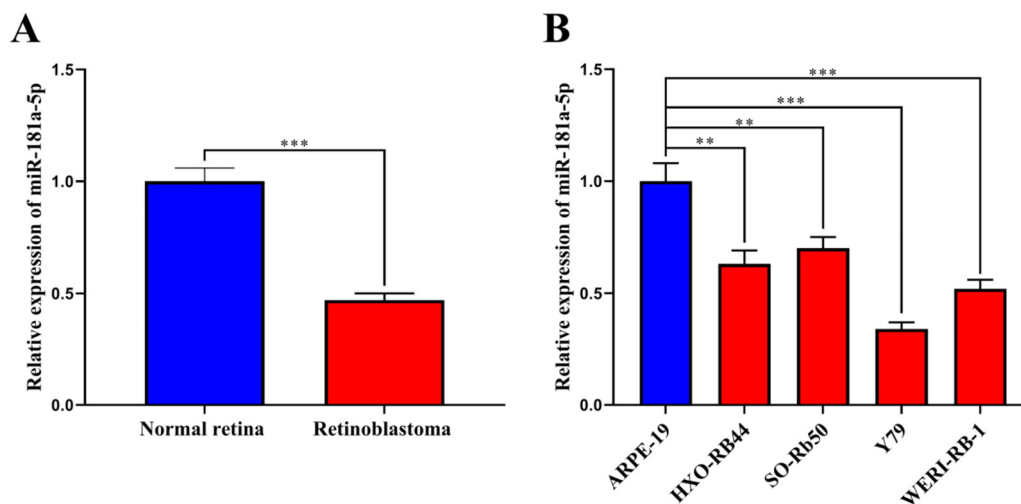 A
Relative expression of miR-181a-5p
1.5
1.0
0.5
0.0
***
Normal retina
Retinoblastoma
B
Relative expression of miR-181a-5p
1.5
1.0
0.5
0.0
***
***
**
**
ARPE-19
HXO-RB44
SO-Rb50
Y79
WERI-RB-1